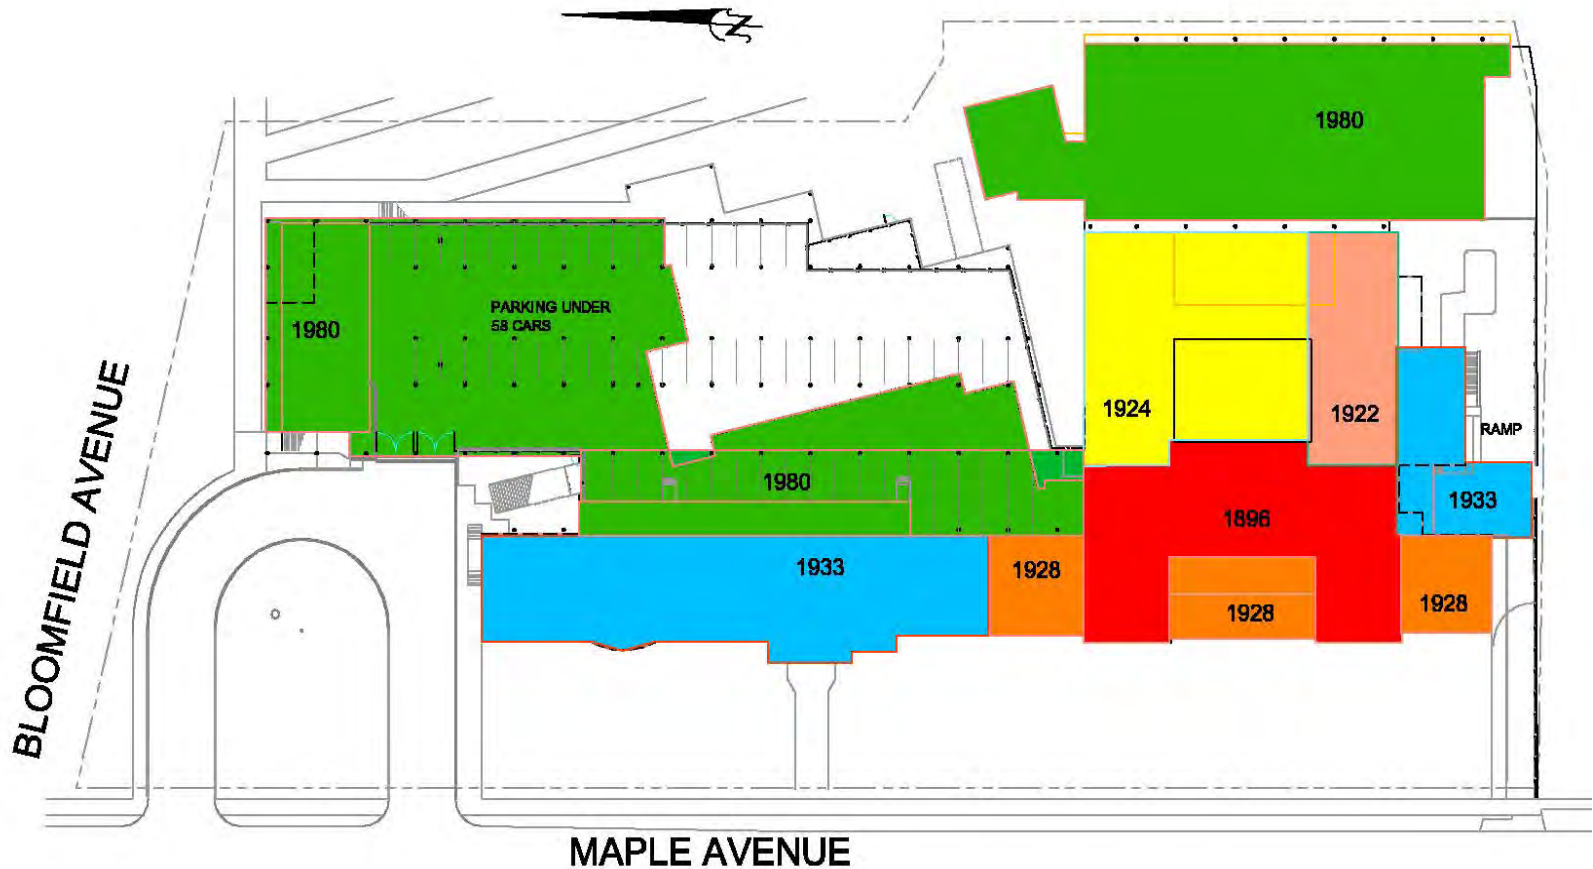 N
1980
PARKING UNDER
58 CARS
1980
1924
1922
RAMP
1980
1933
1896
1933
1928
1928
1928
BLOOMFIELD AVENUE
MAPLE AVENUE